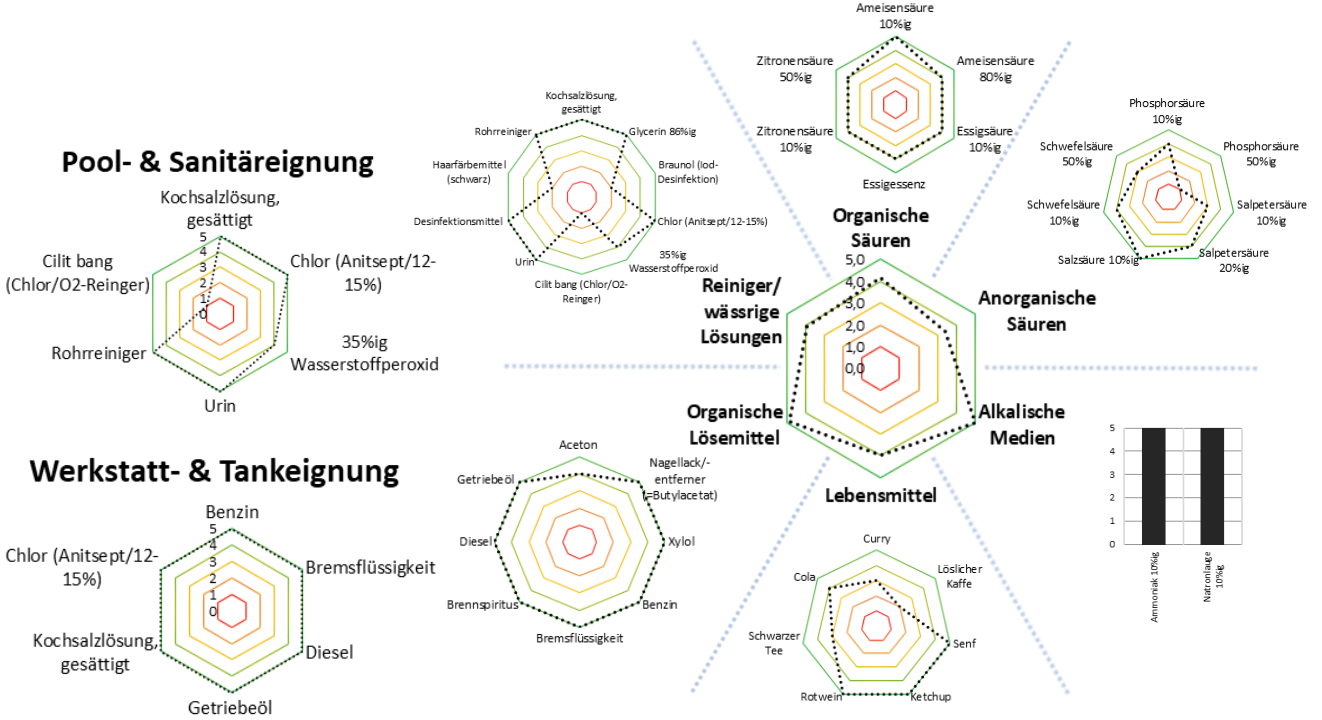 Pool- & Sanitäreignung
Kochsalzlösung,
gesättigt
5
4
3
2
1
0
Chlor (Anitsept/12-
15%)
35%ig
Wasserstoffperoxid
Urin
Rohrreiniger
Cilit bang
(Chlor/O2-Reinger)
Werkstatt- & Tankeignung
Benzin
5
4
3
2
1
0
Bremsflüssigkeit
Diesel
Getriebeöl
Kochsalzlösung,
gesättigt
Chlor (Anitsept/12-
15%)
Kochsalzlösung,
gesättigt
Glycerin 86%ig
Braunol (Iod-
Desinfektion)
Chlor (Anitsept/12-15%)
35%ig
Wasserstoffperoxid
Cilit bang (Chlor/O2-
Reinger)
Urin
Desinfektionsmittel
Haarfärbemittel
(schwarz)
Rohrreiniger
Ameisensäure
10%ig
Ameisensäure
80%ig
Essigsäure
10%ig
Essigessenz
Zitronensäure
10%ig
Zitronensäure
50%ig
Phosphorsäure
10%ig
Phosphorsäure
50%ig
Salpetersäure
10%ig
Salpetersäure
20%ig
Salzsäure 10%ig
Schwefelsäure
10%ig
Schwefelsäure
50%ig
Organische
Säuren
5,0
4,0
3,0
2,0
1,0
0,0
Anorganische
Säuren
Alkalische
Medien
Lebensmittel
Organische
Lösemittel
Reiniger/
wässrige
Lösungen
Aceton
Nagellack/-
entferner
(=Butylacetat)
Xylol
Benzin
Bremsflüssigkeit
Brennspiritus
Diesel
Getriebeöl
Curry
Löslicher
Kaffe
Senf
Ketchup
Rotwein
Schwarzer
Tee
Cola
5
4
3
2
1
0
Ammoniak 10%ig
Natronlauge
10%ig